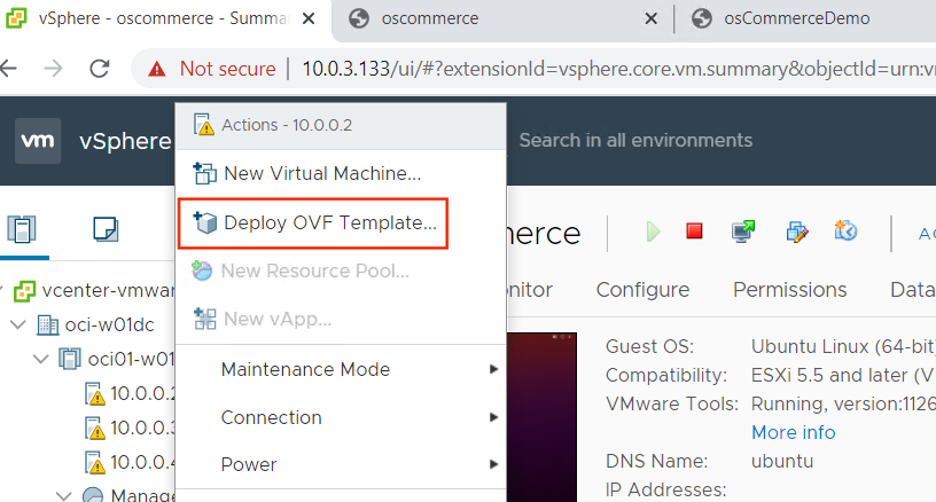 vSphere - oscommerce - Summa
oscommerce
osCommerceDemo
Not secure
10.0.3.133/ui/#?extensionId=vsphere.core.vm.summary&objectId=urn:v
vm
vSphere
Actions - 10.0.0.2
Search in all environments
New Virtual Machine...
Deploy OVF Template...
merce
New Resource Pool...
vcenter-vmwar
nitor
Configure
Permissions
Data
New vApp...
oci-w01dc
oci01-w01
Maintenance Mode
Guest OS:
Ubuntu Linux (64-bit
Compatibility:
ESXi 5.5 and later (V
10.0.0.2
VMware Tools:
Running, version:1126
Connection
10.0.0.3
More info
10.0.0.4
Power
DNS Name:
ubuntu
IP Addresses:
Manage